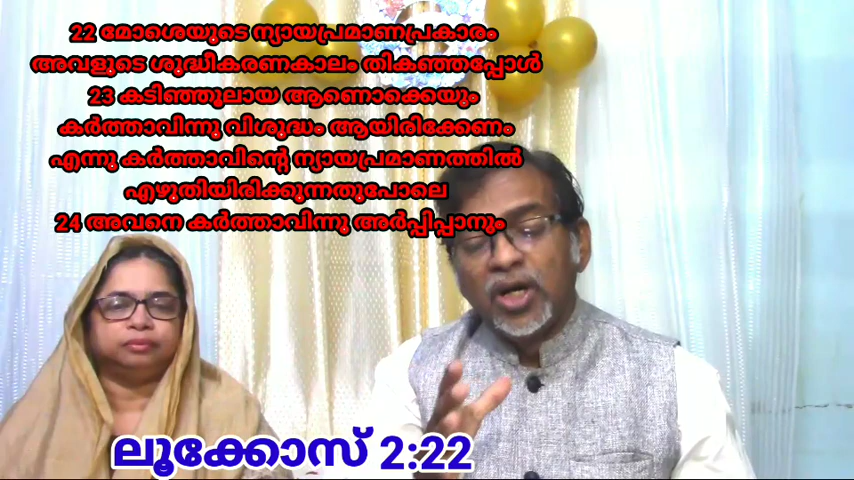 22 മോശെയുടെ ന്യായപ്രമാണപ്രകാരം
അവളുടെ ശുദ്ധീകരണകാലം തികഞ്ഞപ്പോൾ
23 കടിഞ്ഞൂലായ ആണൊക്കെയും
കർത്താവിന്നു വിശുദ്ധം ആയിരിക്കേണം
എന്നു കർത്താവിന്റെ ന്യായപ്രമാണത്തിൽ
എഴുതിയിരിക്കുന്നതുപോലെ
24 അവനെ കർത്താവിന്നു അർപ്പിപ്പാനും
ലൂക്കോസ് 2:22